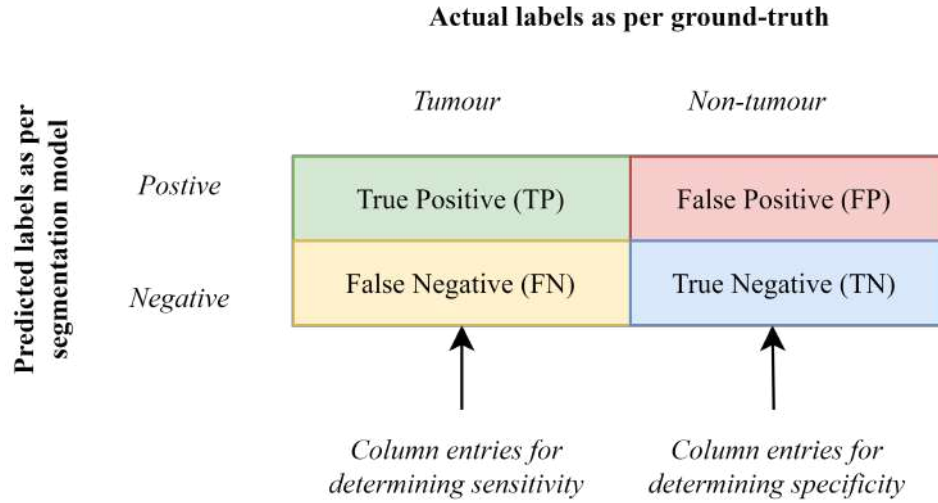 Actual labels as per ground-truth
Predicted labels as per
segmentation model
Tumour
Non-tumour
Postive
True Positive (TP)
False Positive (FP)
Negative
False Negative (FN)
True Negative (TN)
Column entries for
determining sensitivity
Column entries for
determining specificity